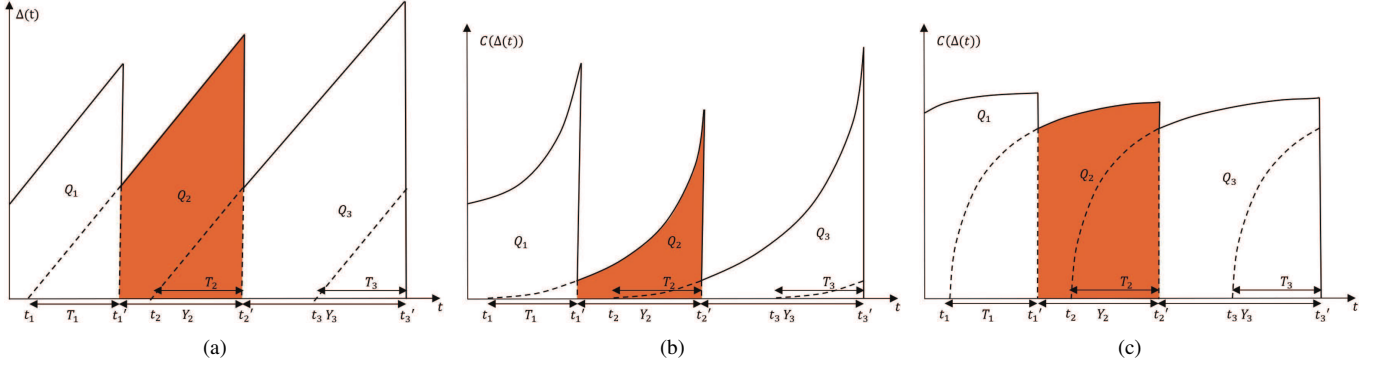 Δ(t)
Q₁
Q₂
Q₃
T₂
T₃
t
t₁ T₁ t₁' t₂ Y₂ t₂' t₃ Y₃ t₃'
(a)
C(Δ(t))
Q₁
Q₂
Q₃
T₂
T₃
t
t₁ T₁ t₁' t₂ Y₂ t₂' t₃ Y₃ t₃'
(b)
C(Δ(t))
Q₁
Q₂
Q₃
T₂
T₃
t
t₁ T₁ t₁' t₂ Y₂ t₂' t₃ Y₃ t₃'
(c)